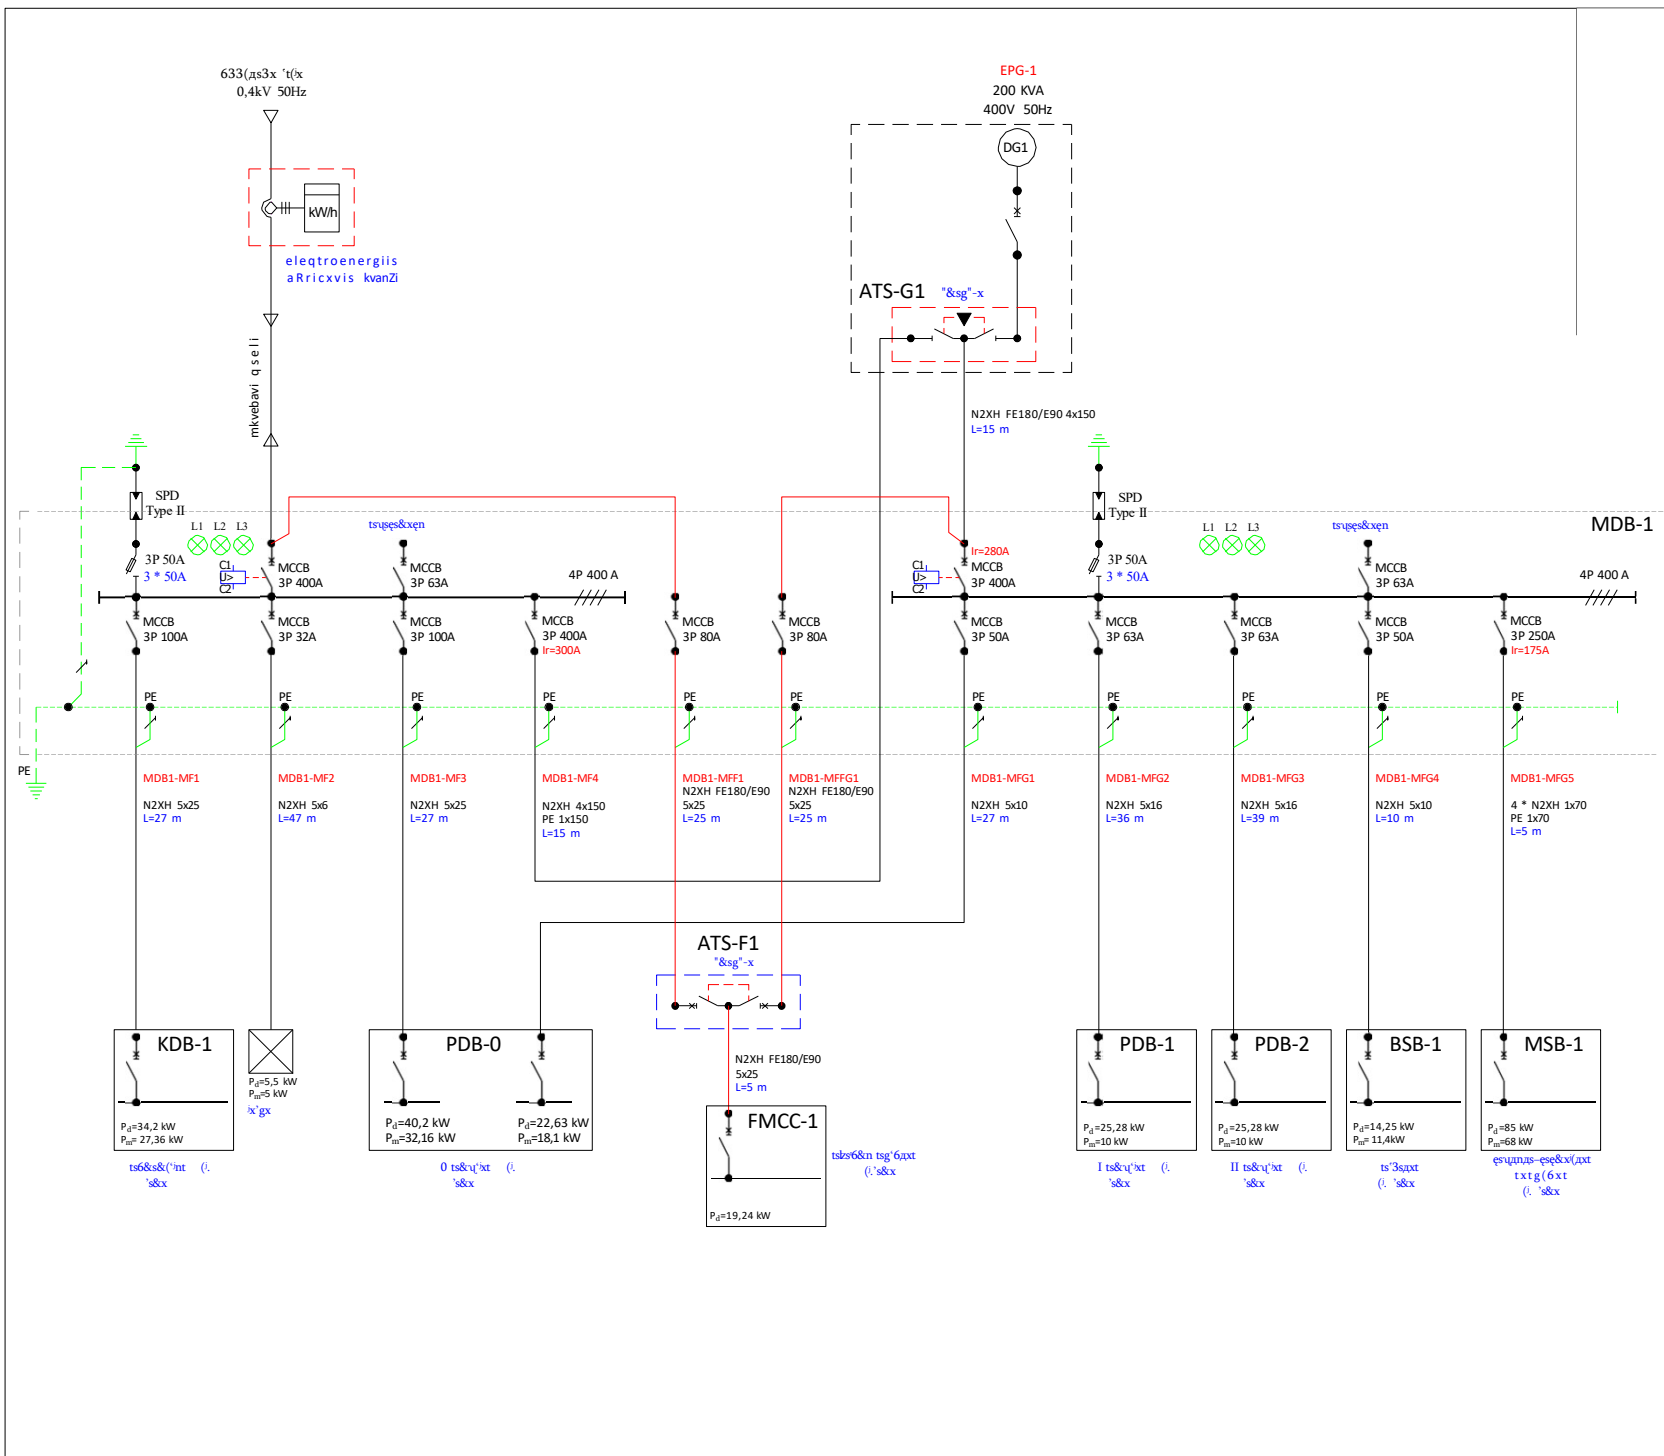 0,4kV 50Hz
EPG-1
200 KVA
400V 50Hz
DG1
kW/h
eleqtroenergiis
aRricxvis kvanZi
ATS-G1
mkvebavi qseli
N2XH FE180/E90 4x150
L=15 m
SPD
Type II
L1 L2 L3
3P 50A
3 * 50A
C1
U>
C2
MCCB
3P 400A
MCCB
3P 63A
4P 400 A
SPD
Type II
L1 L2 L3
MDB-1
Ir=280A
C1
U>
C2
MCCB
3P 400A
3P 50A
3 * 50A
MCCB
3P 63A
4P 400 A
MCCB
3P 100A
MCCB
3P 32A
MCCB
3P 100A
MCCB
3P 400A
Ir=300A
MCCB
3P 80A
MCCB
3P 80A
MCCB
3P 50A
MCCB
3P 63A
MCCB
3P 63A
MCCB
3P 50A
MCCB
3P 250A
Ir=175A
PE PE PE PE PE PE PE PE PE PE PE
PE
MDB1-MF1
N2XH 5x25
L=27 m
MDB1-MF2
N2XH 5x6
L=47 m
MDB1-MF3
N2XH 5x25
L=27 m
MDB1-MF4
N2XH 4x150
PE 1x150
L=15 m
MDB1-MFF1
N2XH FE180/E90
5x25
L=25 m
MDB1-MFFG1
N2XH FE180/E90
5x25
L=25 m
MDB1-MFG1
N2XH 5x10
L=27 m
MDB1-MFG2
N2XH 5x16
L=36 m
MDB1-MFG3
N2XH 5x16
L=39 m
MDB1-MFG4
N2XH 5x10
L=10 m
MDB1-MFG5
4 * N2XH 1x70
PE 1x70
L=5 m
ATS-F1
KDB-1
Pd=34,2 kW
Pm= 27,36 kW
Pd=5,5 kW
Pm=5 kW
PDB-0
Pd=40,2 kW
Pm=32,16 kW
Pd=22,63 kW
Pm=18,1 kW
N2XH FE180/E90
5x25
L=5 m
FMCC-1
Pd=19,24 kW
PDB-1
Pd=25,28 kW
Pm=10 kW
PDB-2
Pd=25,28 kW
Pm=10 kW
BSB-1
Pd=14,25 kW
Pm= 11,4kW
MSB-1
Pd=85 kW
Pm=68 kW